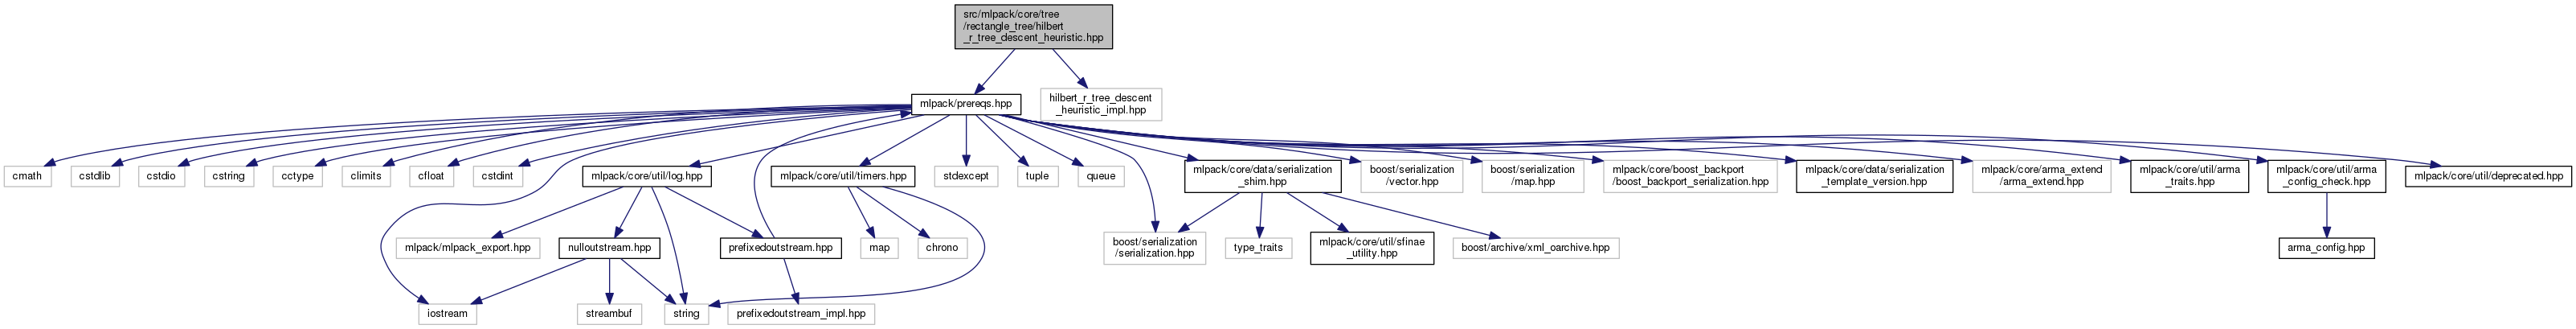 src/mlpack/core/tree
/rectangle_tree/hilbert
_r_tree_descent_heuristic.hpp
mlpack/prereqs.hpp
hilbert_r_tree_descent
_heuristic_impl.hpp
cmath
cstdlib
cstdio
cstring
cctype
climits
cfloat
cstdint
mlpack/core/util/log.hpp
mlpack/core/util/timers.hpp
stdexcept
tuple
queue
mlpack/core/data/serialization
_shim.hpp
boost/serialization
/vector.hpp
boost/serialization
/map.hpp
mlpack/core/boost_backport
/boost_backport_serialization.hpp
mlpack/core/data/serialization
_template_version.hpp
mlpack/core/arma_extend
/arma_extend.hpp
mlpack/core/util/arma
_traits.hpp
mlpack/core/util/arma
_config_check.hpp
mlpack/core/util/deprecated.hpp
mlpack/mlpack_export.hpp
nulloutstream.hpp
prefixedoutstream.hpp
map
chrono
boost/serialization
/serialization.hpp
type_traits
mlpack/core/util/sfinae
_utility.hpp
boost/archive/xml_oarchive.hpp
arma_config.hpp
iostream
streambuf
string
prefixedoutstream_impl.hpp